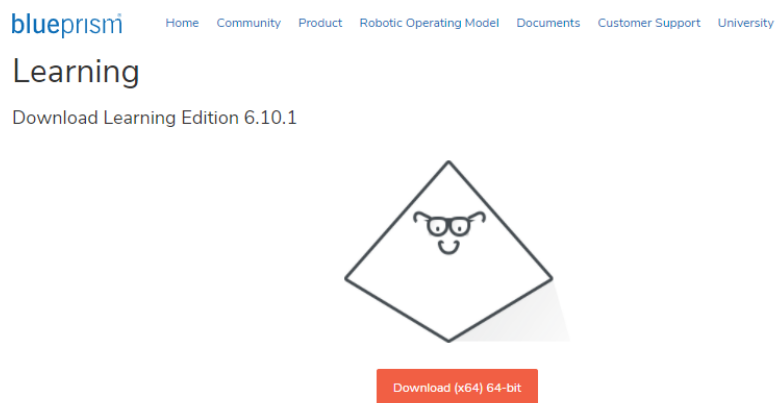 blueprism Home Community Product Robotic Operating Model Documents Customer Support University
Learning
Download Learning Edition 6.10.1
Download (x64) 64-bit